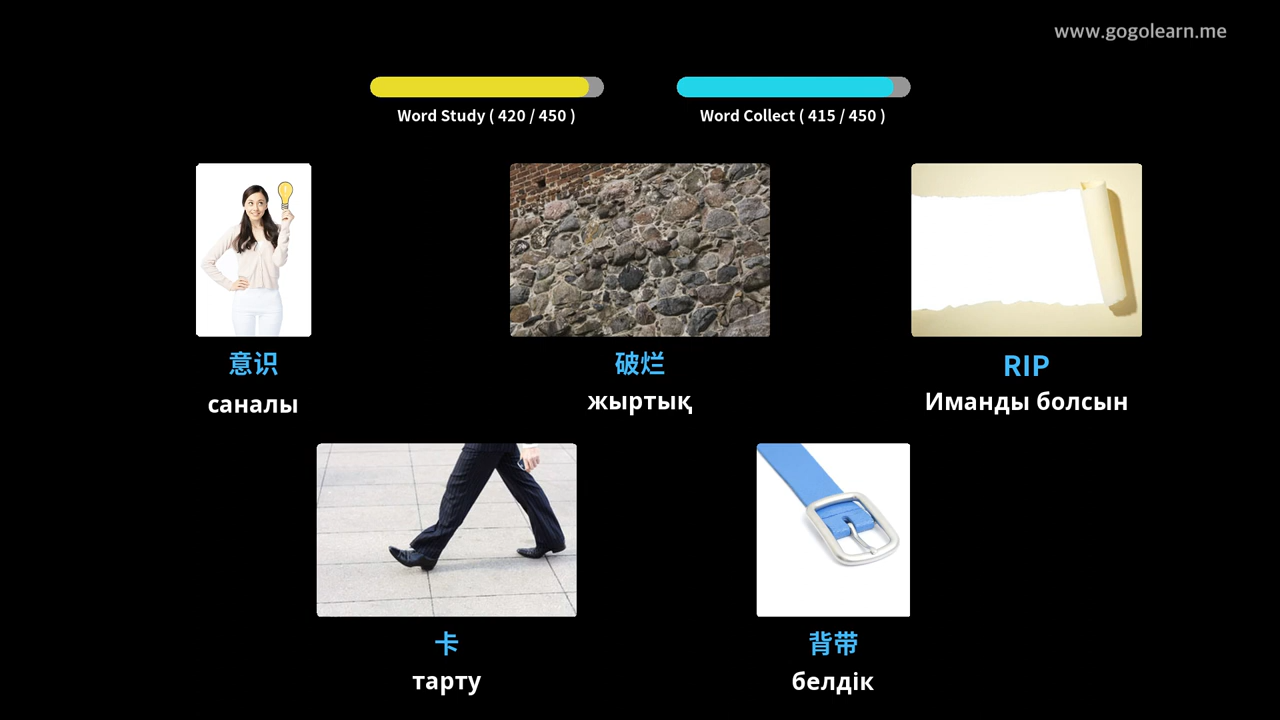 www.gogolearn.me
Word Study ( 420 / 450 )
Word Collect ( 415 / 450 )
意识
破烂
RIP
саналы
жыртық
Иманды болсын
卡
背带
тарту
белдік